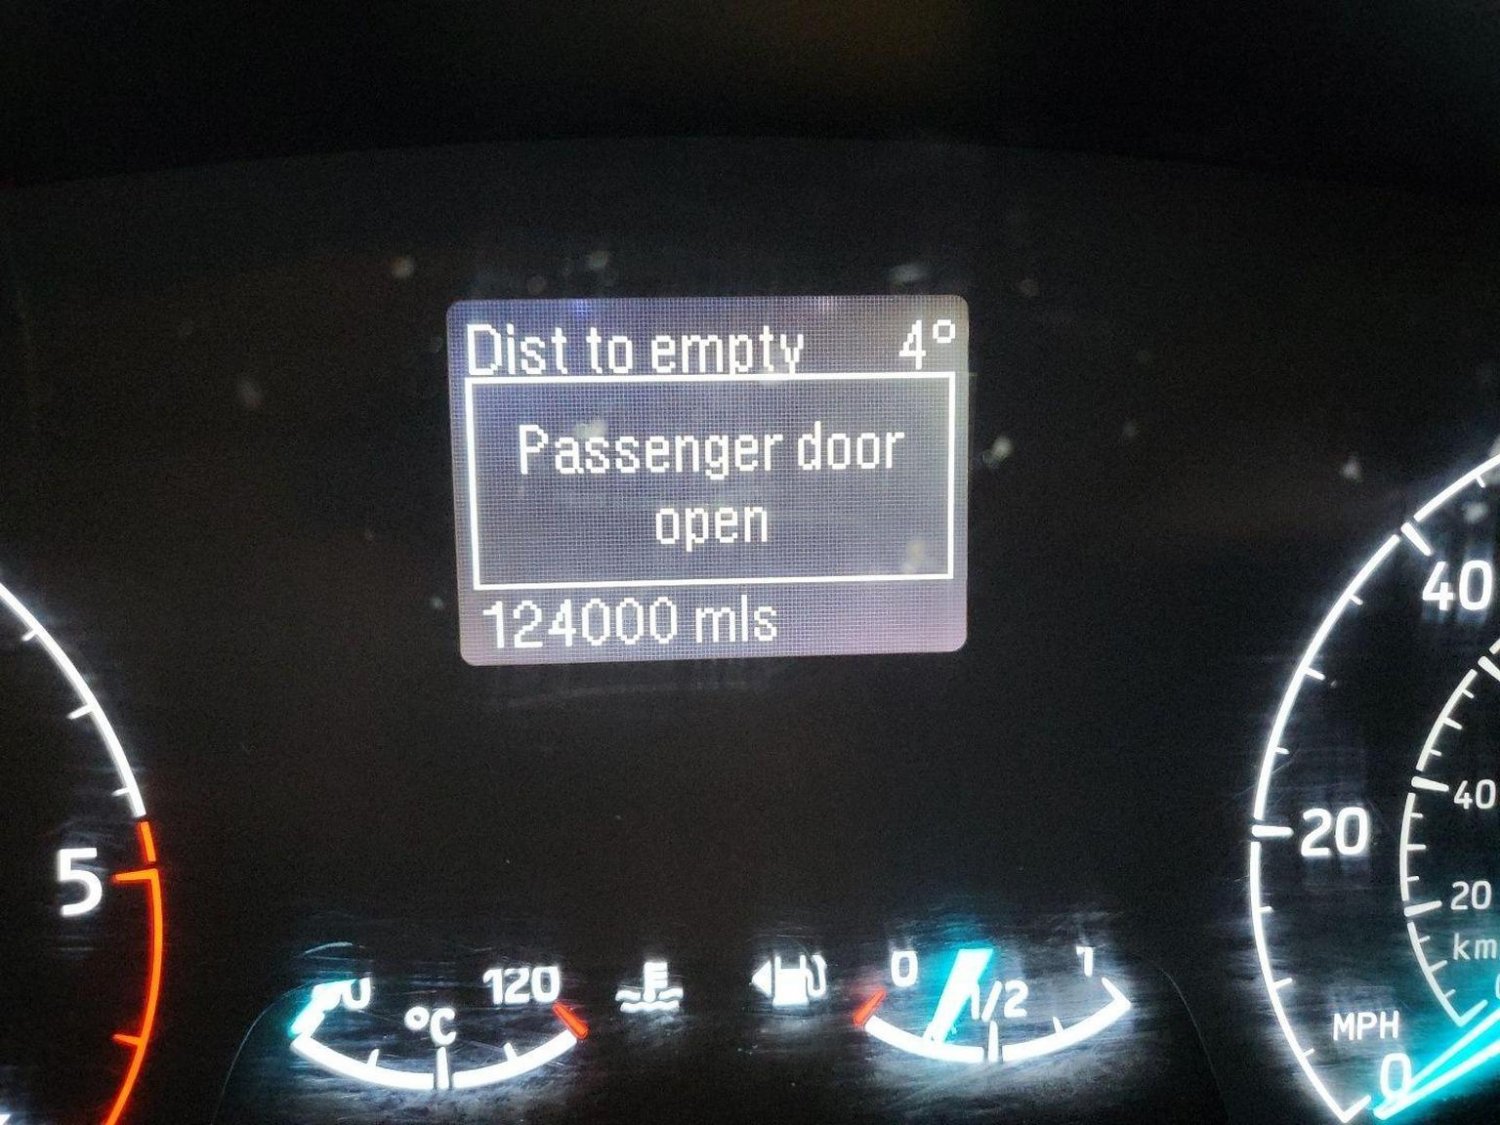 Dist to empty 4°
Passenger door
open
124000 mls
40
5
20
40
20
km
120
°C
0
1/2
1
MPH
0